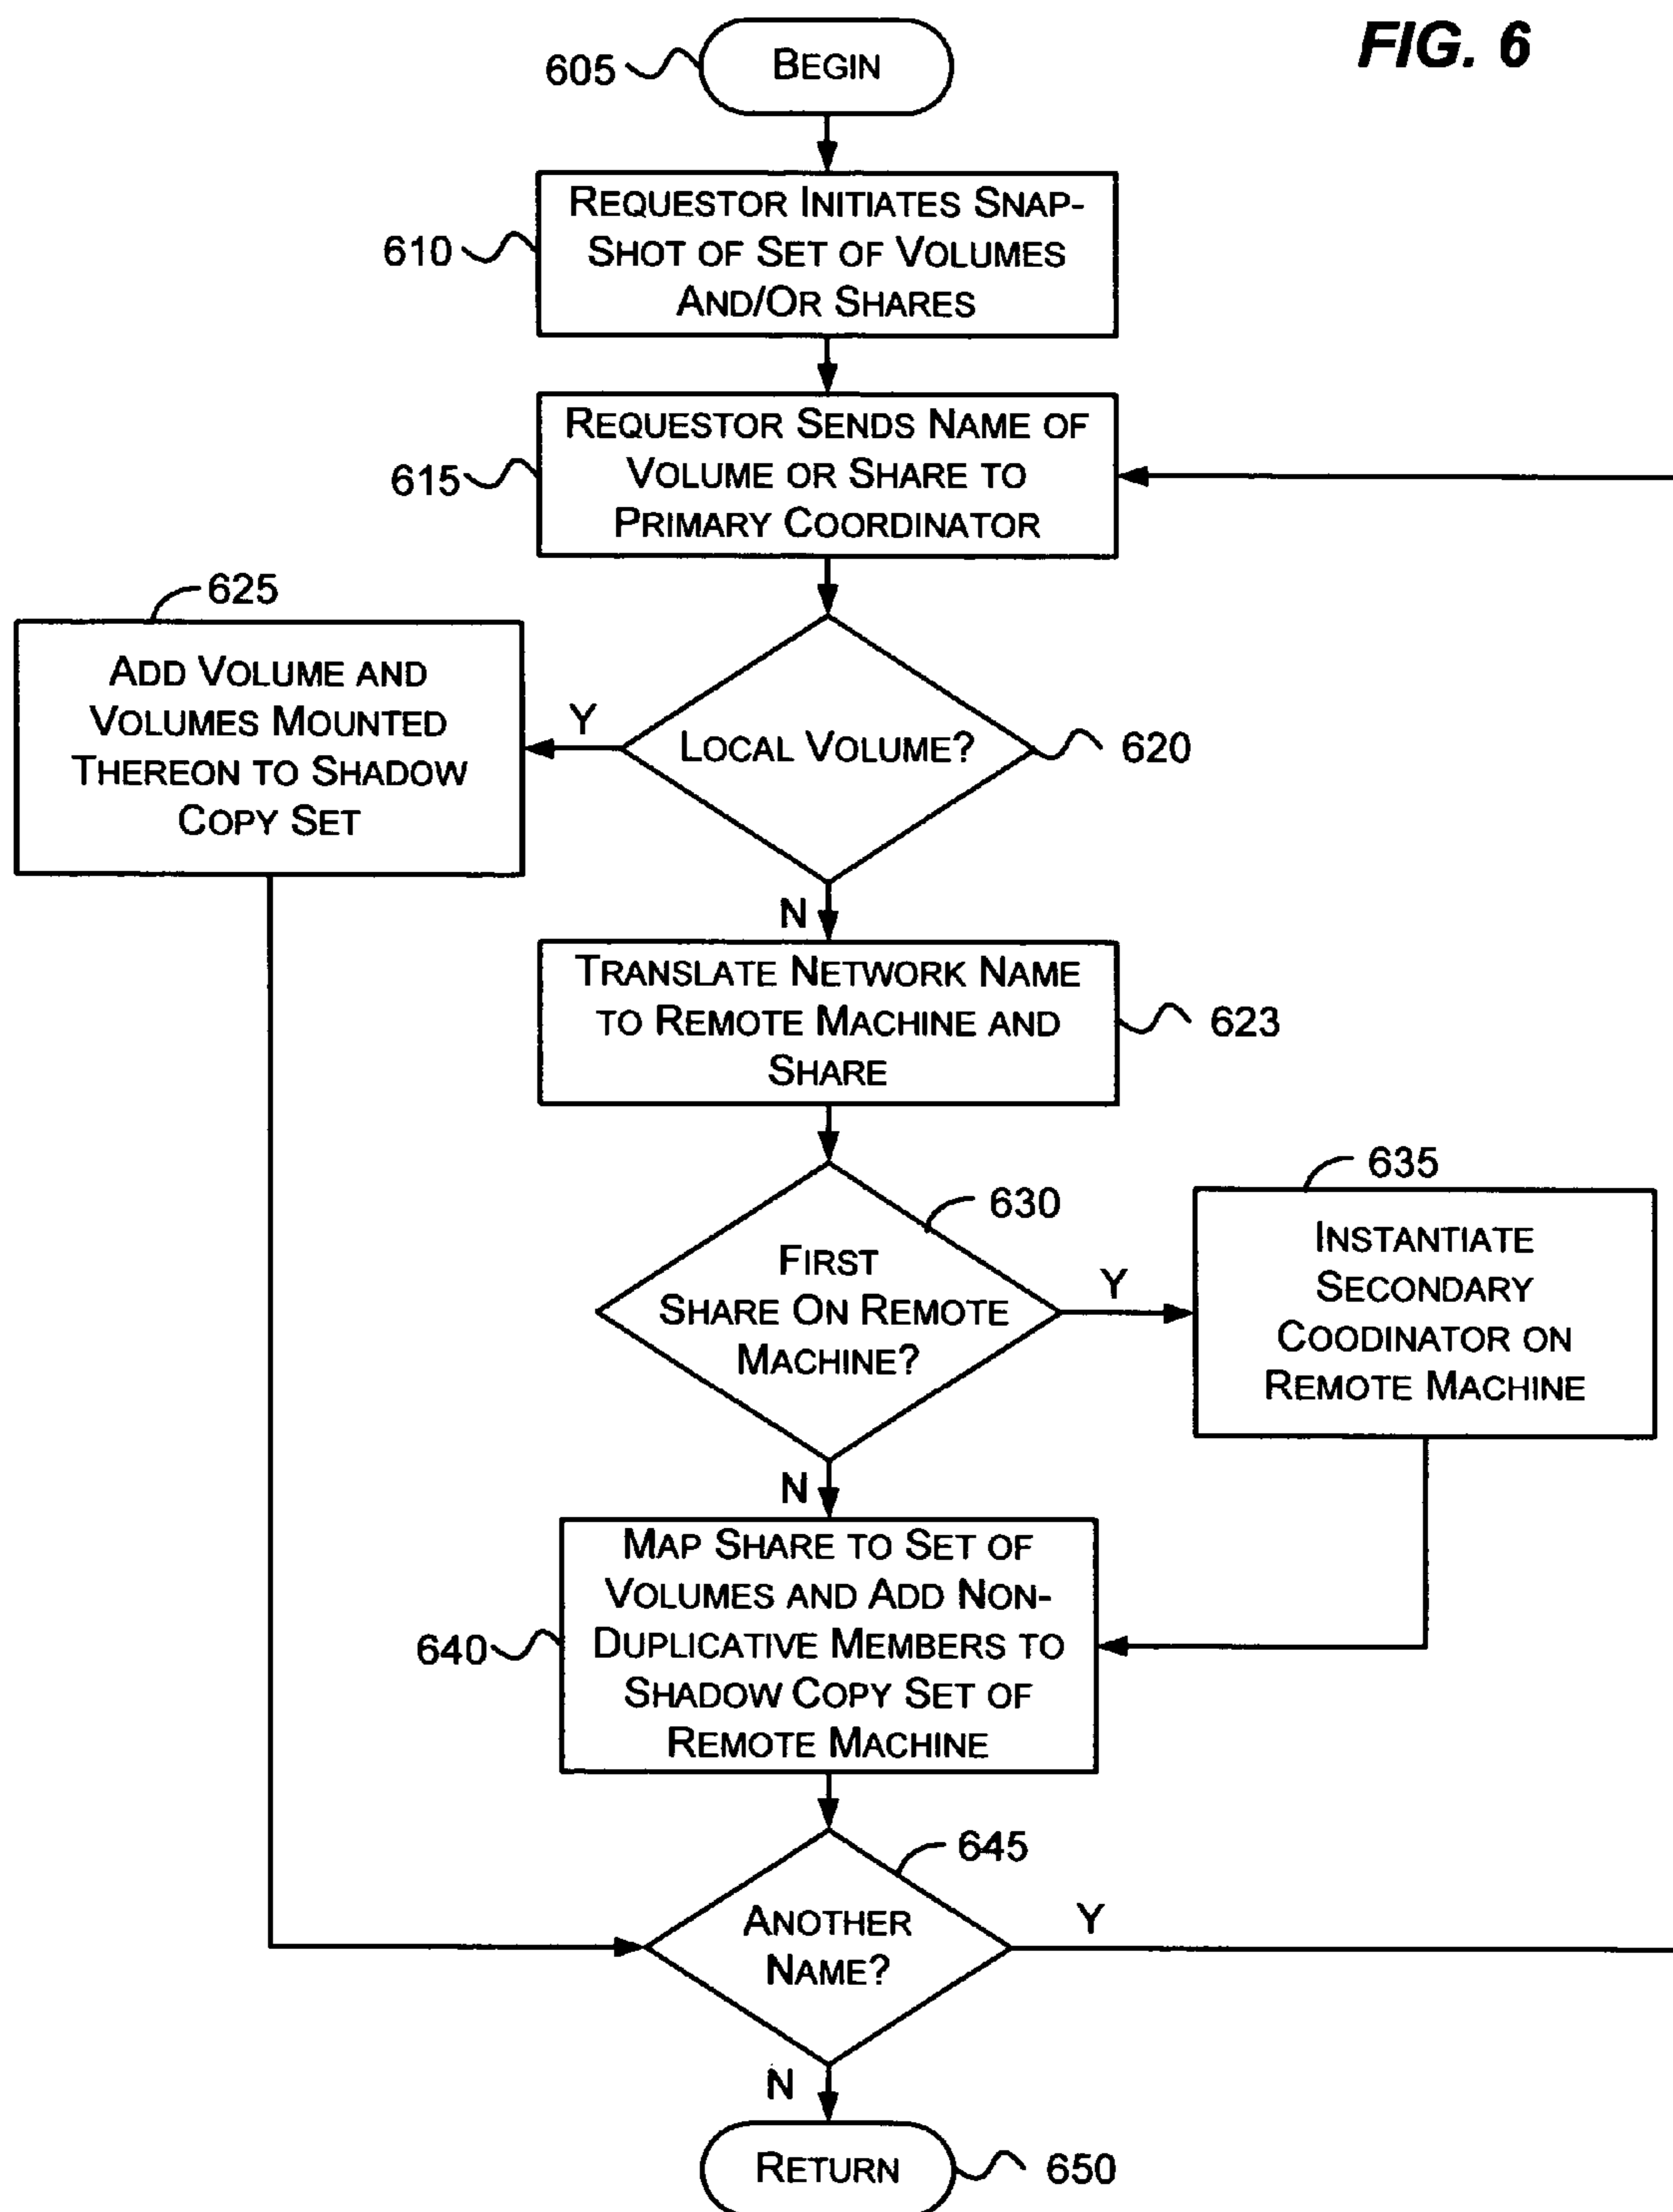 FIG. 6
605
BEGIN
REQUESTOR INITIATES SNAP-
SHOT OF SET OF VOLUMES
AND/OR SHARES
610
REQUESTOR SENDS NAME OF
VOLUME OR SHARE TO
PRIMARY COORDINATOR
615
625
ADD VOLUME AND
VOLUMES MOUNTED
THEREON TO SHADOW
COPY SET
Y
LOCAL VOLUME?
620
N
TRANSLATE NETWORK NAME
TO REMOTE MACHINE AND
SHARE
623
630
FIRST
SHARE ON REMOTE
MACHINE?
Y
635
INSTANTIATE
SECONDARY
COODINATOR ON
REMOTE MACHINE
N
MAP SHARE TO SET OF
VOLUMES AND ADD NON-
DUPLICATIVE MEMBERS TO
SHADOW COPY SET OF
REMOTE MACHINE
640
645
ANOTHER
NAME?
Y
N
RETURN
650